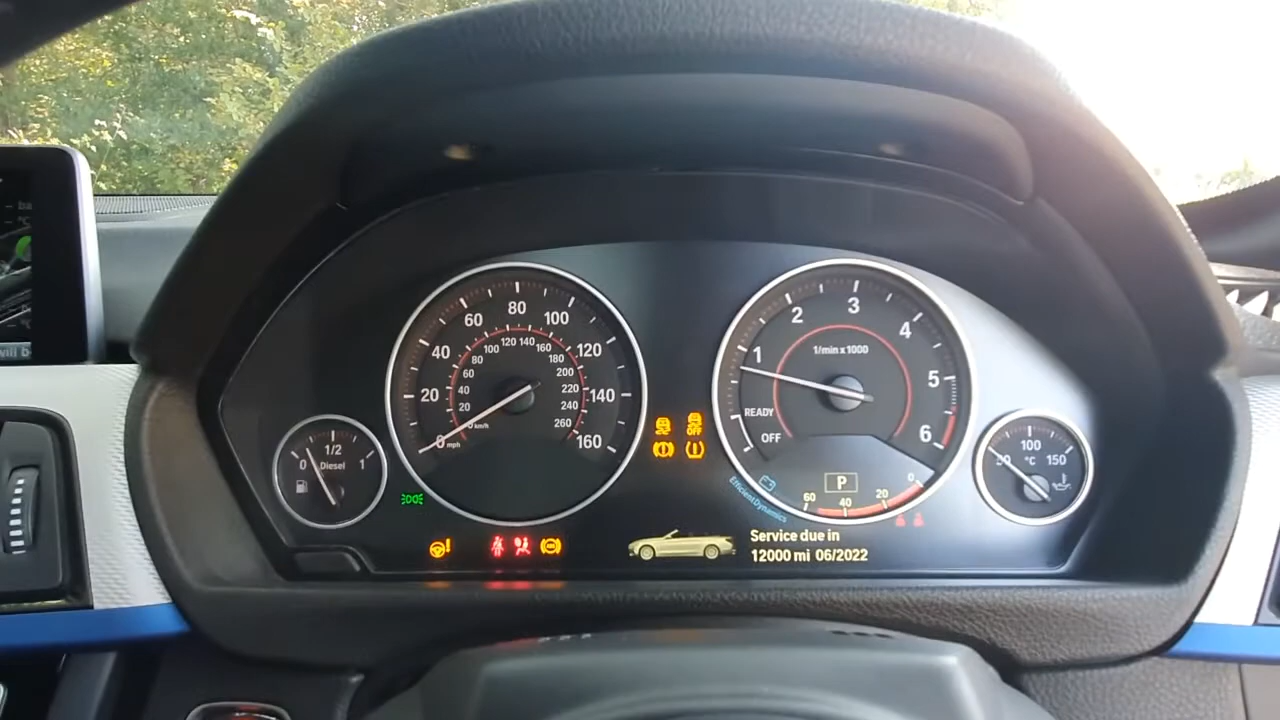 80
60
100
40
120
20
140
0 mph
160
120 140
100
160
80
180
60
200
40
220
20
240
km/h
260
3
2
4
1
5
6
1/min x 1000
READY
OFF
P
60
40
20
0
EfficientDynamics
1/2
0
1
Diesel
100
°C
150
OFF
Service due in
12000 mi 06/2022